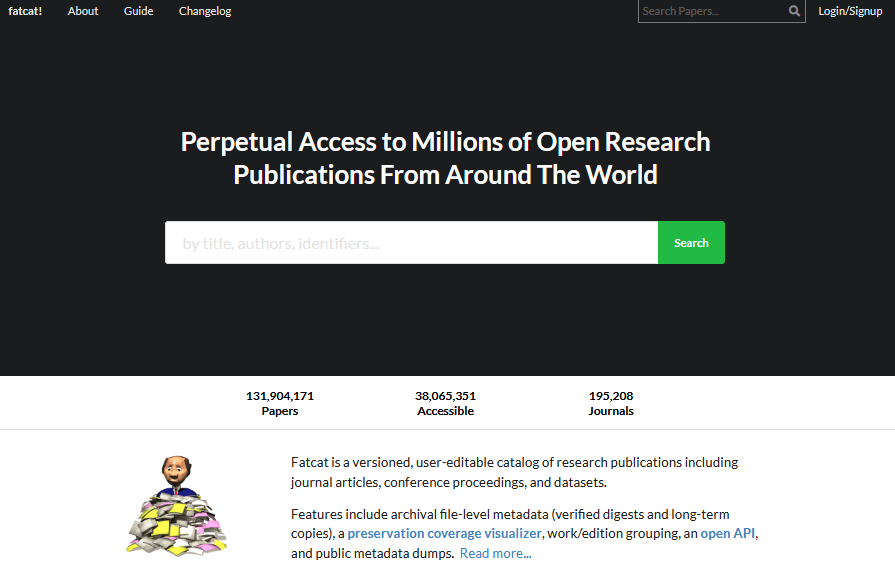 fatcat! About Guide Changelog Search Papers... Login/Signup
Perpetual Access to Millions of Open Research
Publications From Around The World
by title, authors, identifiers... Search
131,904,171 38,065,351 195,208
Papers Accessible Journals
Fatcat is a versioned, user-editable catalog of research publications including
journal articles, conference proceedings, and datasets.
Features include archival file-level metadata (verified digests and long-term
copies), a preservation coverage visualizer, work/edition grouping, an open API,
and public metadata dumps. Read more...